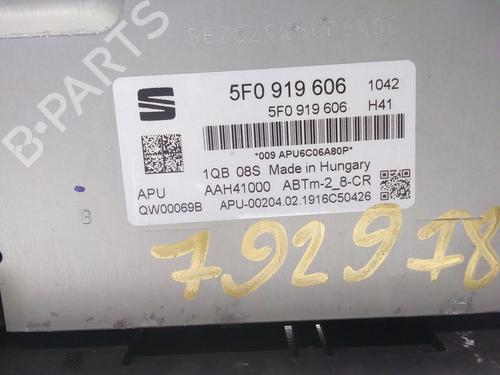 SEZ8Z9W86C06A80
5F0 919 606 1042
5F0 919 606 H41
*009 APU6C06A80P*
1QB 08S Made in Hungary
APU AAH41000 ABTm-2_8-CR
QW00069B APU-00204.02.1916C50426
B
792978
B-PARTS